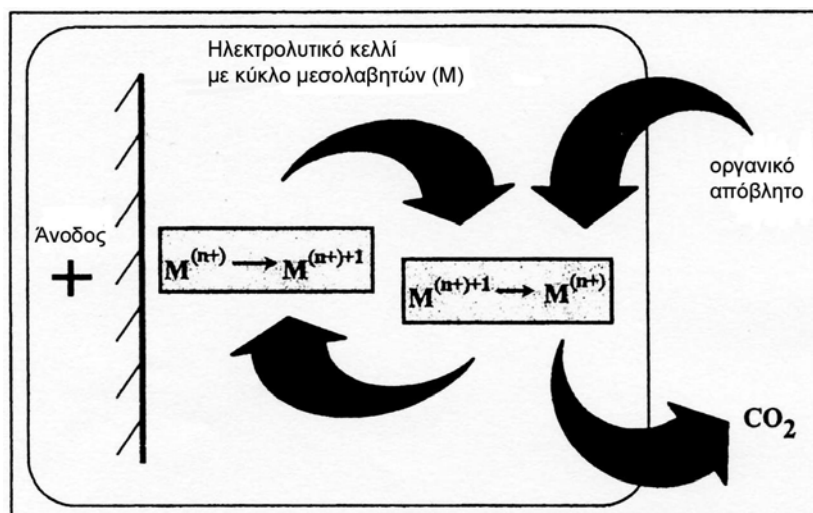 Ηλεκτρολυτικό κελλί
με κύκλο μεσολαβητών (Μ)
οργανικό
απόβλητο
Άνοδος
+
M(n+) → M(n+)+1
M(n+)+1 → M(n+)
CO2